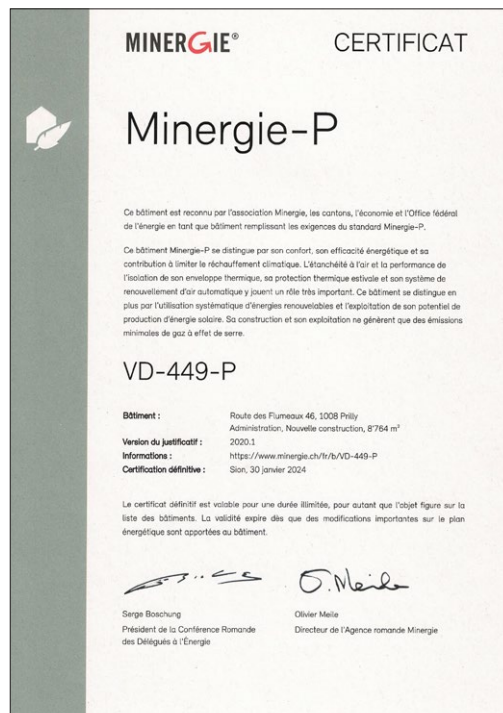 MINERGIE® CERTIFICAT
Minergie-P
Ce bâtiment est reconnu par l'association Minergie, les cantons, l'économie et l'Office fédéral
de l'énergie en tant que bâtiment remplissant les exigences du standard Minergie-P.
Ce bâtiment Minergie-P se distingue par son confort, son efficacité énergétique et sa
contribution à limiter le réchauffement climatique. L'étanchéité à l'air et la performance de
l'isolation de son enveloppe thermique, sa protection thermique estivale et son système de
renouvellement d'air automatique y jouent un rôle très important. Ce bâtiment se distingue en
plus par l'utilisation systématique d'énergies renouvelables et l'exploitation de son potentiel de
production d'énergie solaire. Sa construction et son exploitation ne génèrent que des émissions
minimales de gaz à effet de serre.
VD-449-P
Bâtiment : Route des Flumeaux 46, 1008 Prilly
Administration, Nouvelle construction, 8'764 m²
Version du justificatif : 2020.1
Informations : https://www.minergie.ch/fr/b/VD-449-P
Certification définitive : Sion, 30 janvier 2024
Le certificat définitif est valable pour une durée illimitée, pour autant que l'objet figure sur la
liste des bâtiments. La validité expire dès que des modifications importantes sur le plan
énergétique sont apportées au bâtiment.
O. Meile
Serge Boschung Olivier Meile
Président de la Conférence Romande Directeur de l'Agence romande Minergie
des Délégués à l'Énergie